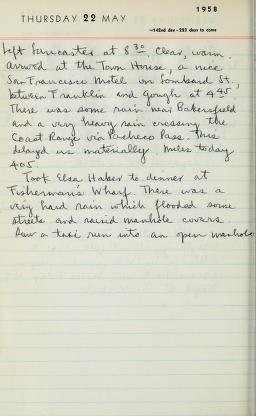 1958
THURSDAY 22 MAY
142nd day - 223 days to come
Left Lancaster at 8 30. Clear, warm.
Arrived at the Town House, a nice
San Francisco Motel on Lombard St.,
between Franklin and Gough at 4 45.
There was some rain near Bakersfield
and a very heavy rain crossing the
Coast Range via Pacheco Pass. This
delayed us materially. Miles today
405.
Took Elsa Haber to dinner at
Fisherman's Wharf. There was a
very hard rain which flooded some
streets and raised manhole covers.
Saw a taxi run into an open manhole.